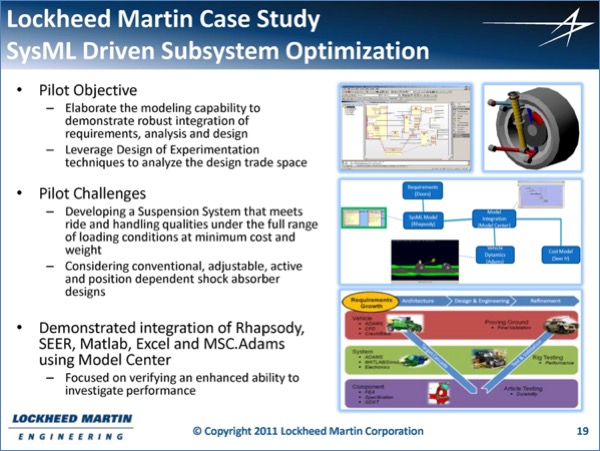 Lockheed Martin Case Study
SysML Driven Subsystem Optimization
• Pilot Objective
– Elaborate the modeling capability to
demonstrate robust integration of
requirements, analysis and design
– Leverage Design of Experimentation
techniques to analyze the design trade space
• Pilot Challenges
– Developing a Suspension System that meets
ride and handling qualities under the full range
of loading conditions at minimum cost and
weight
– Considering conventional, adjustable, active
and position dependent shock absorber
designs
• Demonstrated integration of Rhapsody,
SEER, Matlab, Excel and MSC.Adams
using Model Center
– Focused on verifying an enhanced ability to
investigate performance
Requirements
(Doors)
SysML Model
(Rhapsody)
Model
Integration
(Model Center)
Vehicle
Dynamics
(Adams)
Cost Model
(Seer H)
Requirements
Growth
Architecture
Design & Engineering
Refinement
Vehicle
• ADAMS
• CFD
Proving Ground
• Final Validation
System
• ADAMS
• MATLAB/Simulink
• Electronics
Rig Testing
• Performance
Component
• FEA
• Specification
Article Testing
• Durability
LOCKHEED MARTIN
ENGINEERING
© Copyright 2011 Lockheed Martin Corporation
19